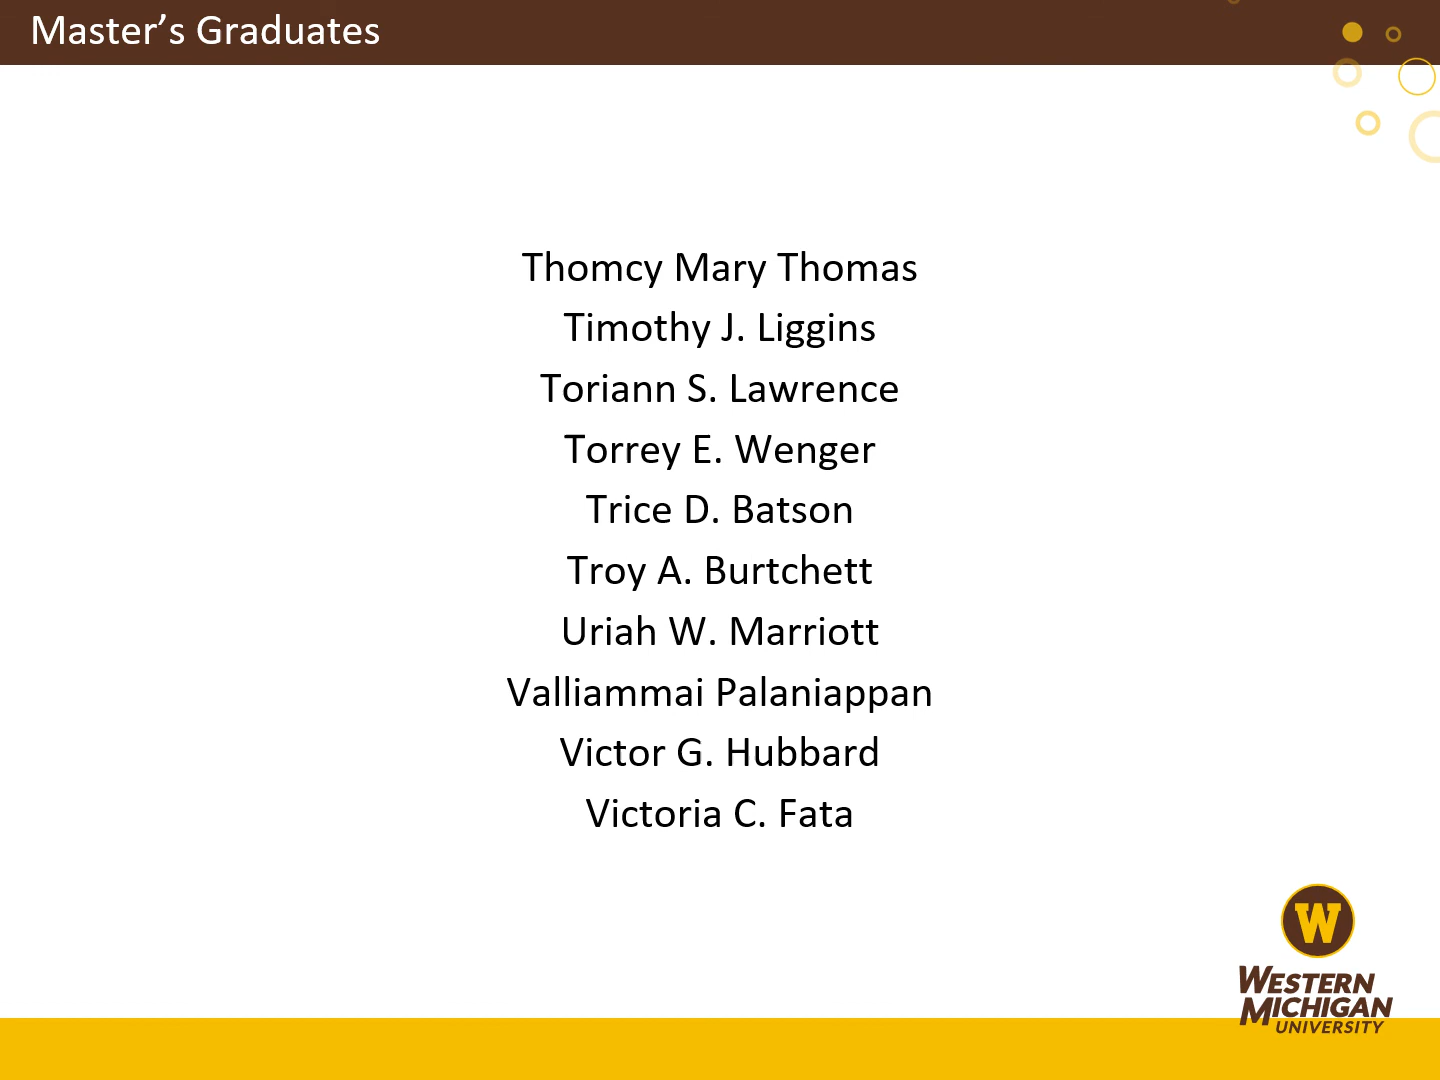 Master’s Graduates
Thomcy Mary Thomas
Timothy J. Liggins
Toriann S. Lawrence
Torrey E. Wenger
Trice D. Batson
Troy A. Burtchett
Uriah W. Marriott
Valliammai Palaniappan
Victor G. Hubbard
Victoria C. Fata
W
WESTERN
MICHIGAN
UNIVERSITY